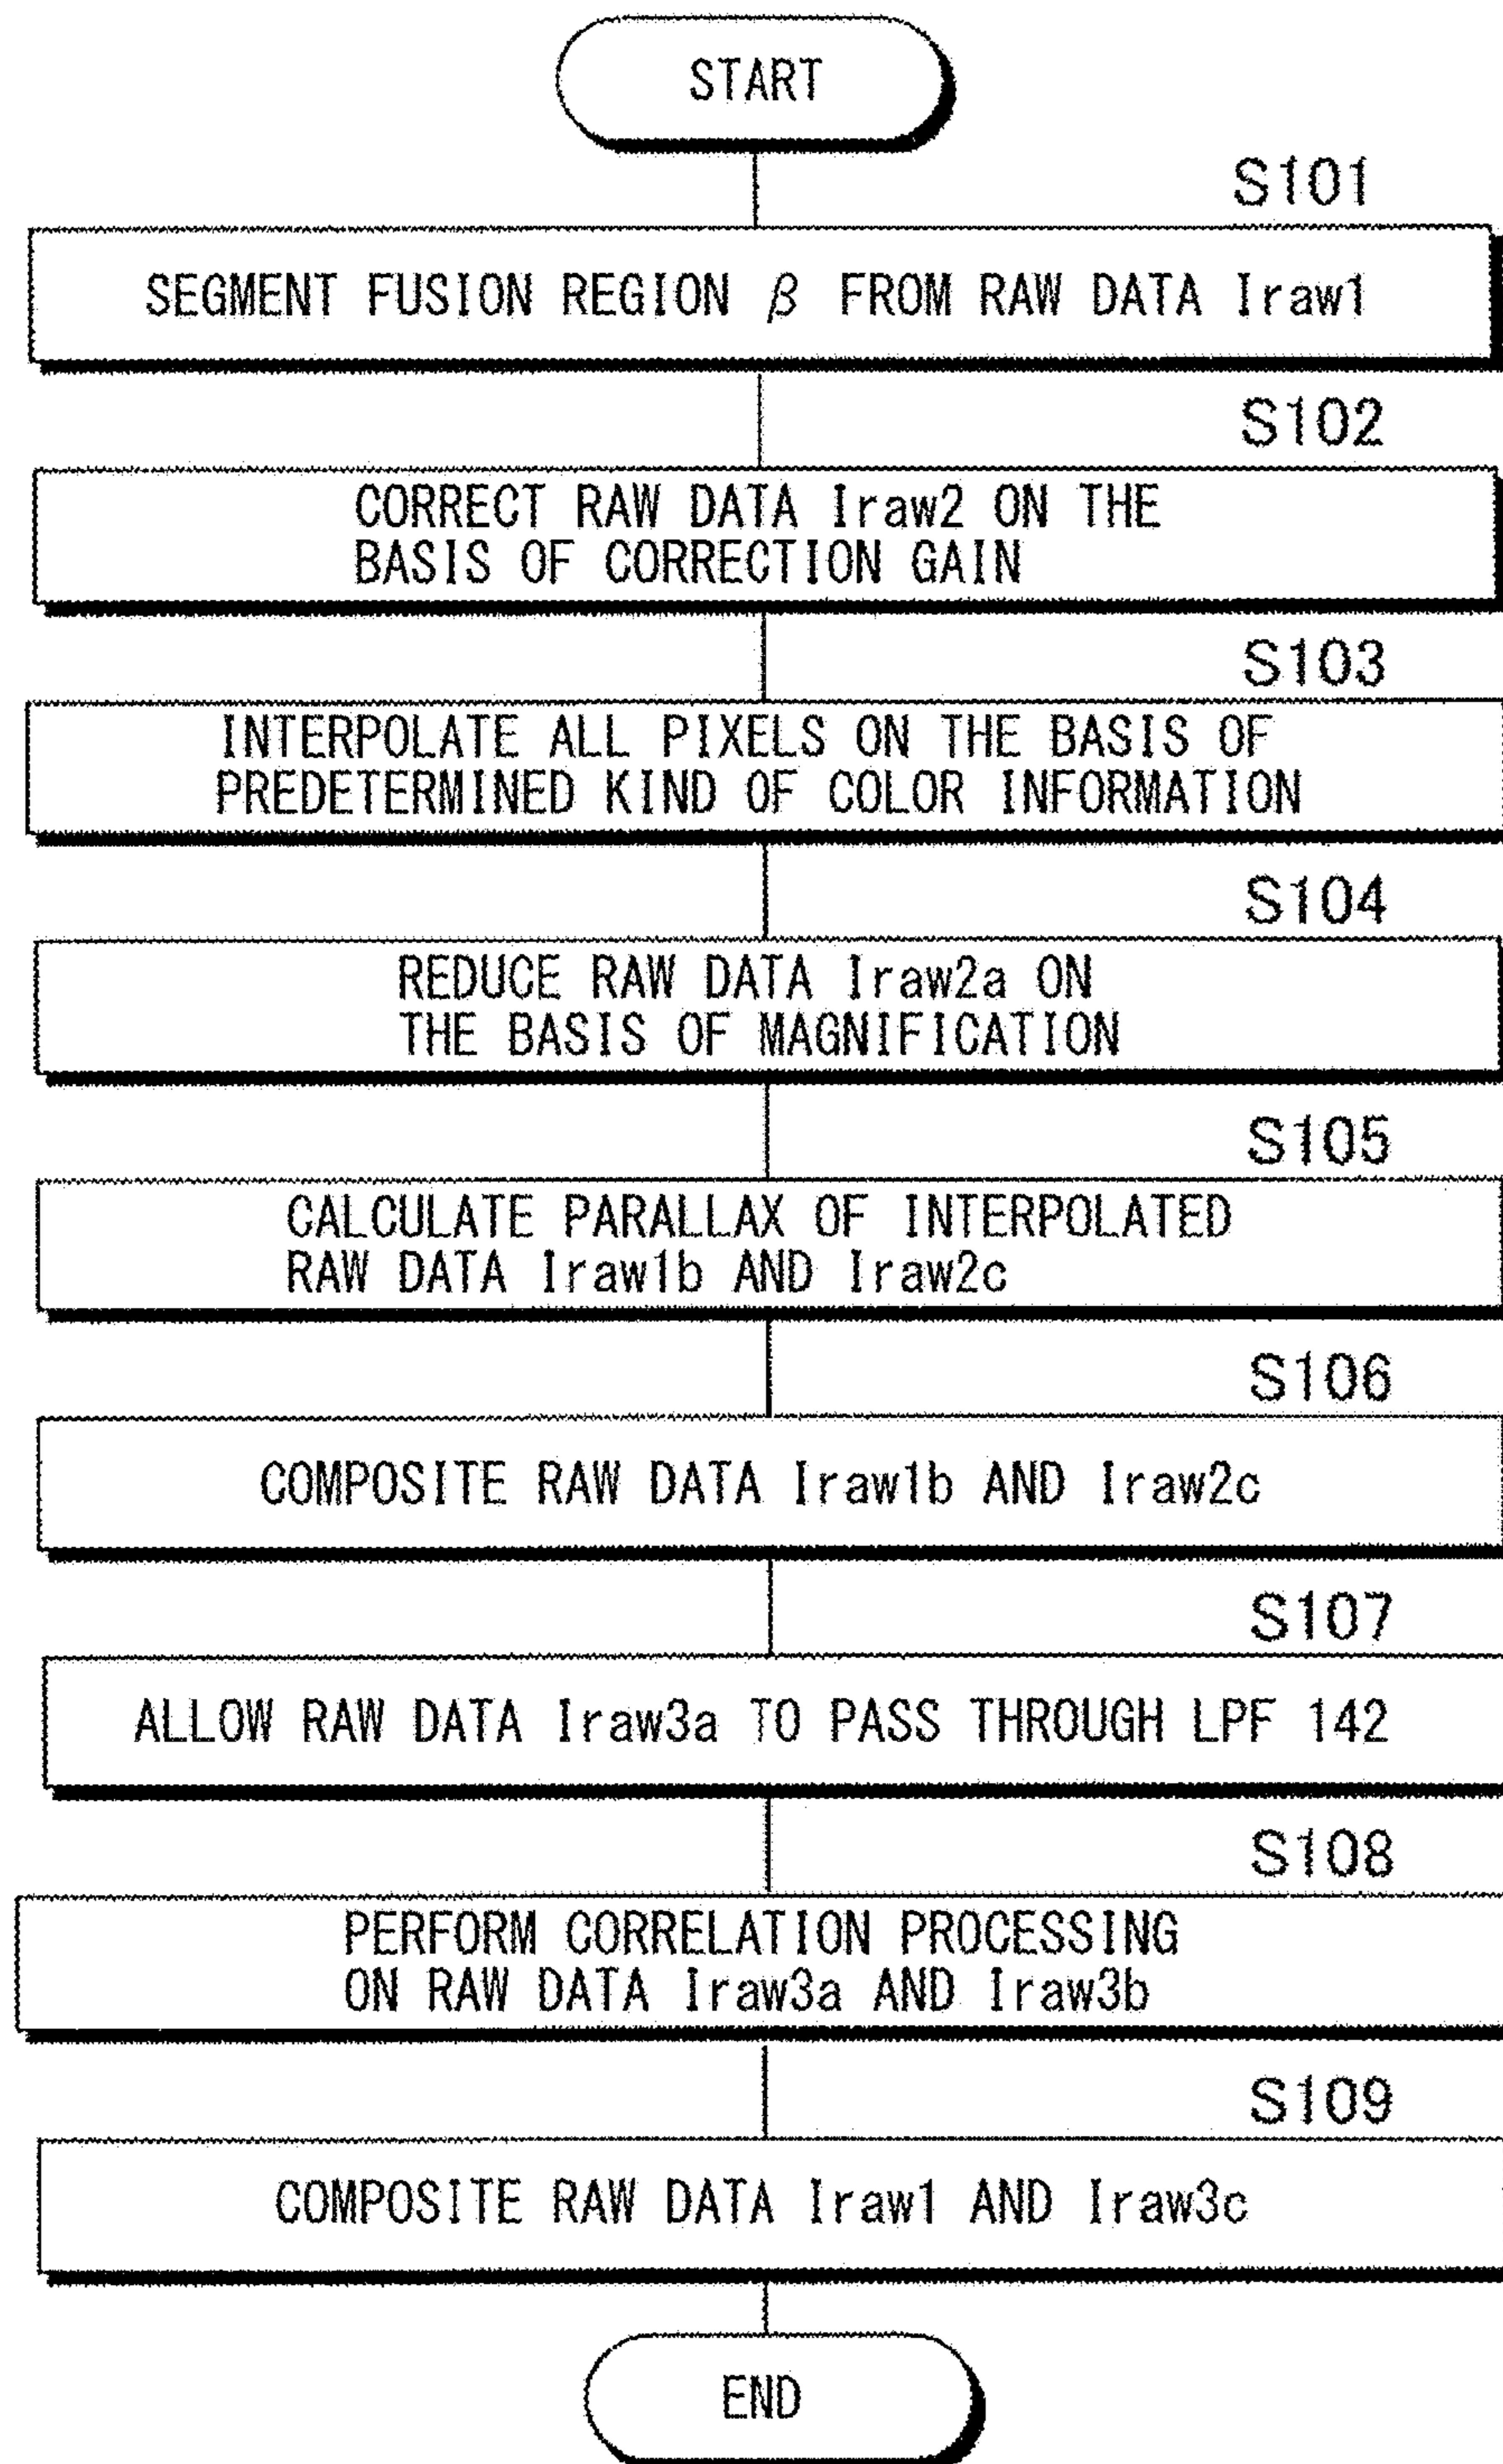 START
S101
SEGMENT FUSION REGION β FROM RAW DATA Iraw1
S102
CORRECT RAW DATA Iraw2 ON THE
BASIS OF CORRECTION GAIN
S103
INTERPOLATE ALL PIXELS ON THE BASIS OF
PREDETERMINED KIND OF COLOR INFORMATION
S104
REDUCE RAW DATA Iraw2a ON
THE BASIS OF MAGNIFICATION
S105
CALCULATE PARALLAX OF INTERPOLATED
RAW DATA Iraw1b AND Iraw2c
S106
COMPOSITE RAW DATA Iraw1b AND Iraw2c
S107
ALLOW RAW DATA Iraw3a TO PASS THROUGH LPF 142
S108
PERFORM CORRELATION PROCESSING
ON RAW DATA Iraw3a AND Iraw3b
S109
COMPOSITE RAW DATA Iraw1 AND Iraw3c
END